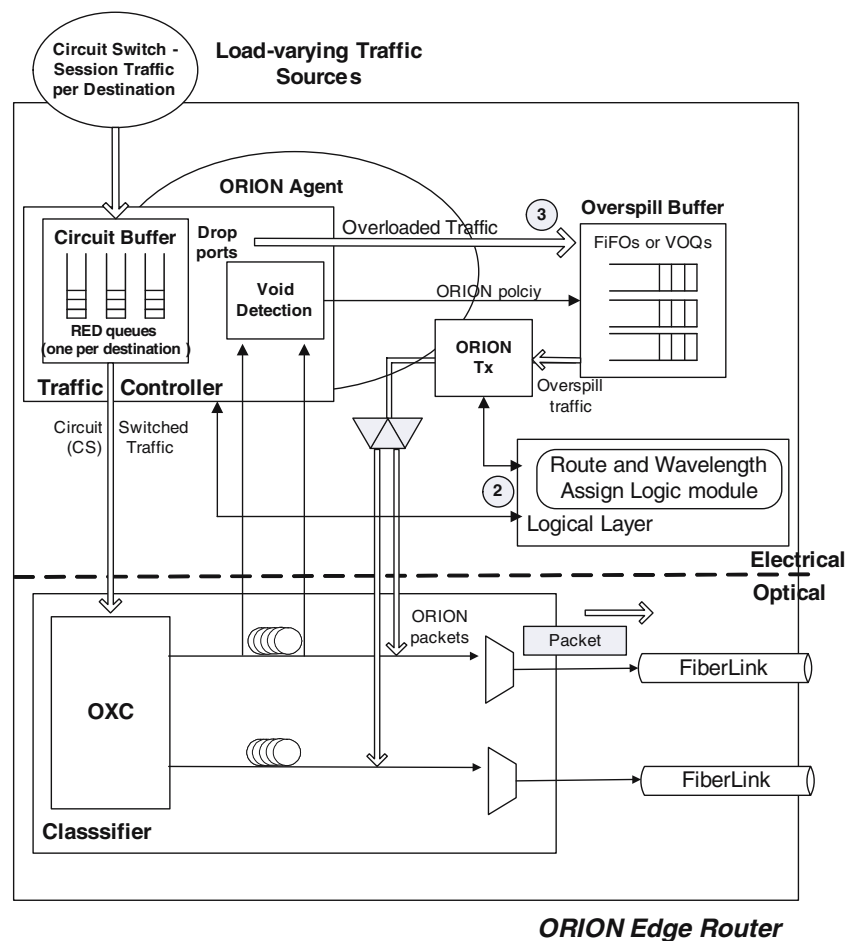 Circuit Switch -
Session Traffic
per Destination
Load-varying Traffic
Sources
ORION Agent
Circuit Buffer
RED queues
(one per destination )
Drop
ports
Void
Detection
Traffic Controller
Overloaded Traffic
3
Overspill Buffer
FiFOs or VOQs
ORION polciy
ORION
Tx
Overspill
traffic
Circuit Switched
(CS) Traffic
2
Route and Wavelength
Assign Logic module
Logical Layer
Electrical
Optical
ORION
packets
Packet
OXC
FiberLink
FiberLink
Classsifier
ORION Edge Router